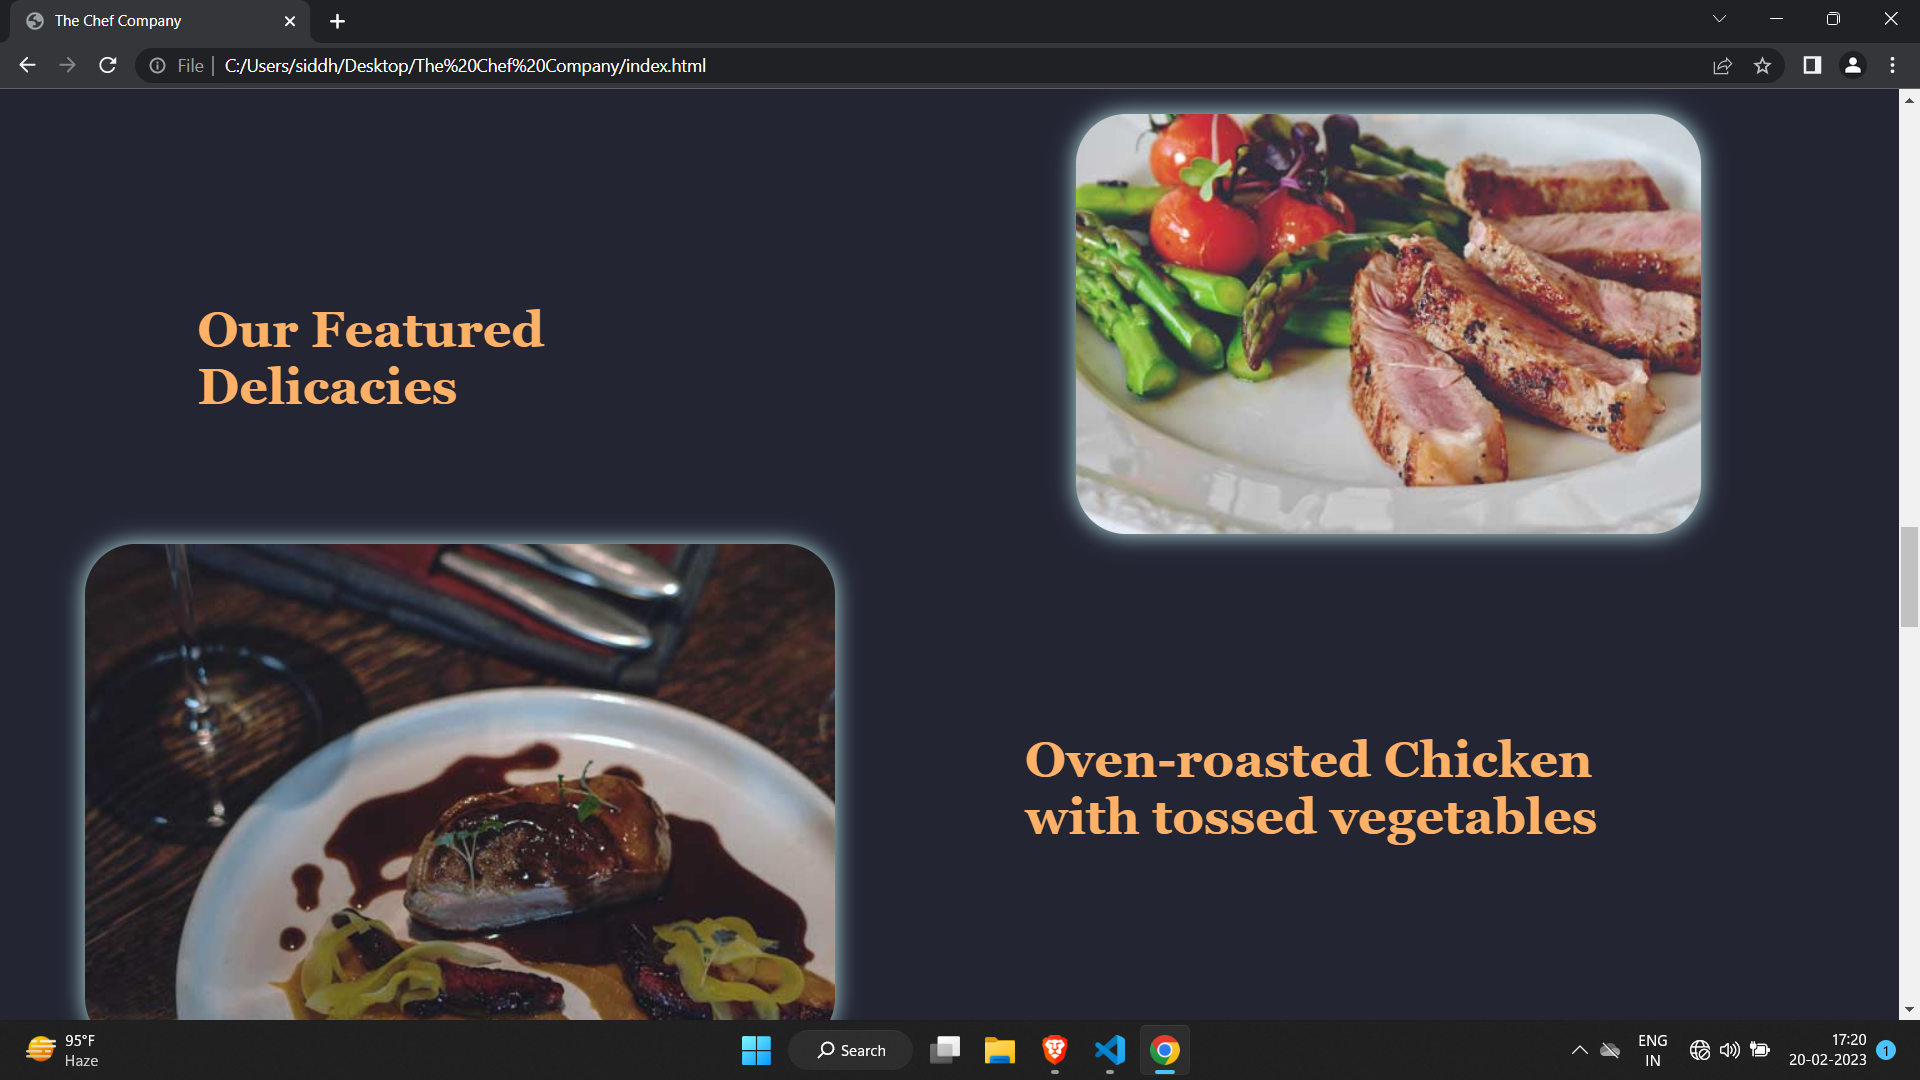 The Chef Company
File
C:/Users/siddh/Desktop/The%20Chef%20Company/index.html
Our Featured
Delicacies
Oven-roasted Chicken
with tossed vegetables
95°F
Haze
Search
ENG
IN
17:20
20-02-2023
1